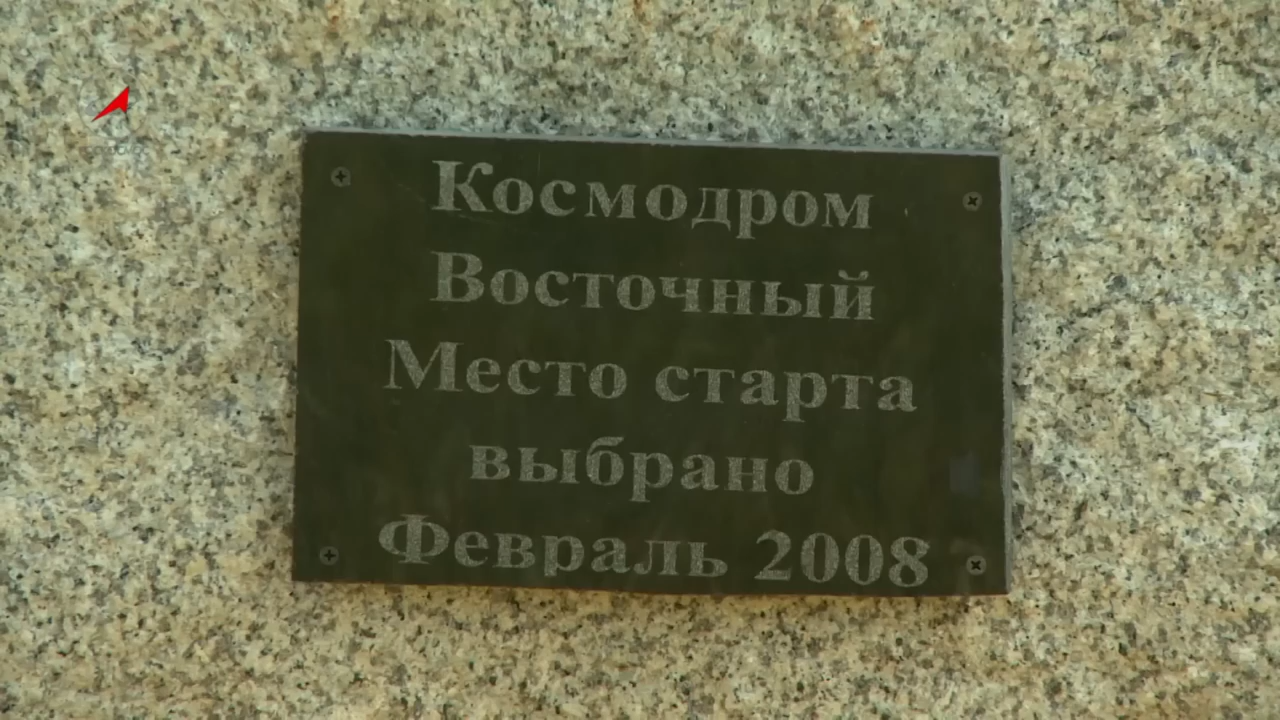 Космодром
Восточный
Место старта
выбрано
Февраль 2008